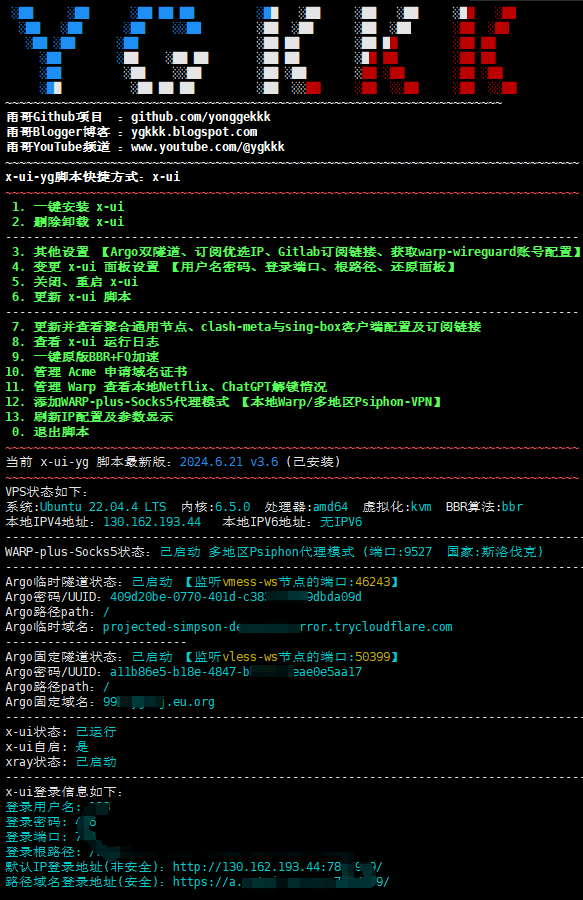 YGKKK
甬哥Github项目 ：github.com/yonggekkk
甬哥Blogger博客 ：ygkkk.blogspot.com
甬哥YouTube频道 ：www.youtube.com/@ygkkk
x-ui-yg脚本快捷方式：x-ui
1. 一键安装 x-ui
2. 删除卸载 x-ui
3. 其他设置 【Argo双隧道、订阅优选IP、Gitlab订阅链接、获取warp-wireguard账号配置】
4. 变更 x-ui 面板设置 【用户名密码、登录端口、根路径、还原面板】
5. 关闭、重启 x-ui
6. 更新 x-ui 脚本
7. 更新并查看聚合通用节点、clash-meta与sing-box客户端配置及订阅链接
8. 查看 x-ui 运行日志
9. 一键原版BBR+FQ加速
10. 管理 Acme 申请域名证书
11. 管理 Warp 查看本地Netflix、ChatGPT解锁情况
12. 添加WARP-plus-Socks5代理模式 【本地Warp/多地区Psiphon-VPN】
13. 刷新IP配置及参数显示
0. 退出脚本
当前 x-ui-yg 脚本最新版：2024.6.21 v3.6 (已安装)
VPS状态如下：
系统:Ubuntu 22.04.4 LTS 内核:6.5.0 处理器:amd64 虚拟化:kvm BBR算法:bbr
本地IPV4地址：130.162.193.44 本地IPV6地址：无IPV6
WARP-plus-Socks5状态：已启动 多地区Psiphon代理模式 (端口:9527 国家:斯洛伐克)
Argo临时隧道状态：已启动 【监听vmess-ws节点的端口:46243】
Argo密码/UUID：409d20be-0770-401d-c38 9dbda09d
Argo路径path：/
Argo临时域名：projected-simpson-de rror.trycloudflare.com
Argo固定隧道状态：已启动 【监听vless-ws节点的端口:50399】
Argo密码/UUID：a11b86e5-b18e-4847-b eae0e5aa17
Argo路径path：/
Argo固定域名：99 j.eu.org
x-ui状态：已运行
x-ui自启：是
xray状态：已启动
x-ui登录信息如下：
登录用户名：
登录密码：
登录端口：7
登录根路径：/
默认IP登录地址(非安全)：http://130.162.193.44:78 9 9/
路径域名登录地址(安全)：https://a. 9/